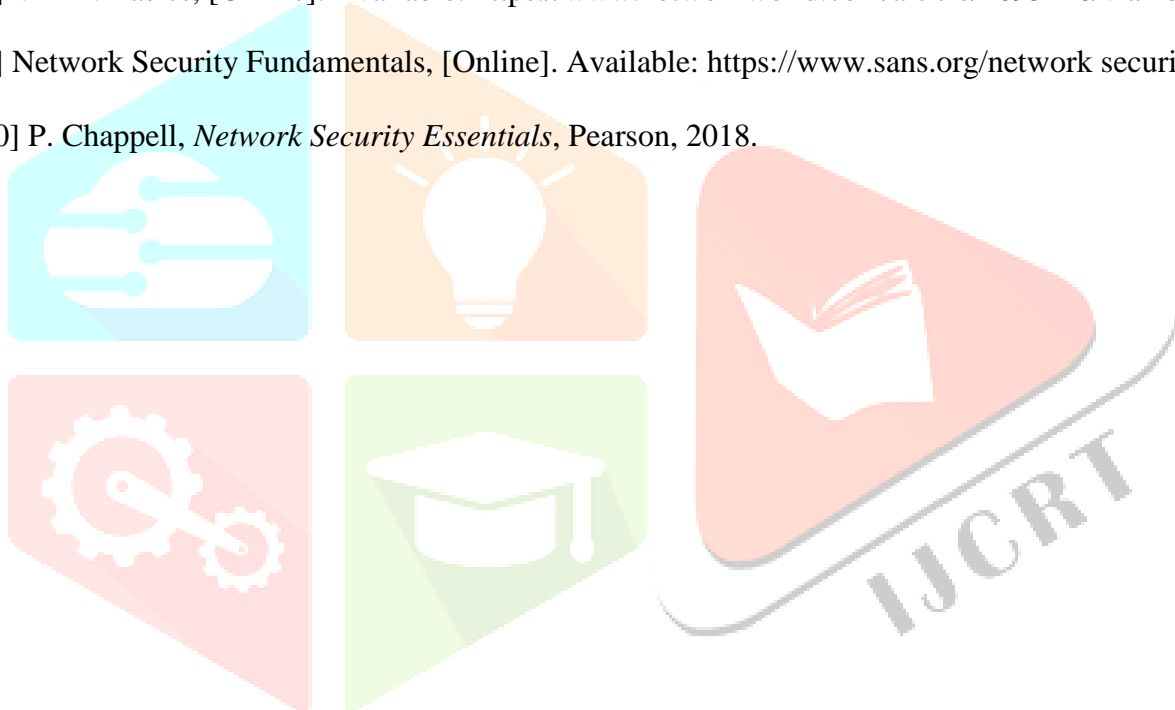 ] Network Security Fundamentals, [Online]. Available: https://www.sans.org/network securi
0] P. Chappell, Network Security Essentials, Pearson, 2018.
IJCRT